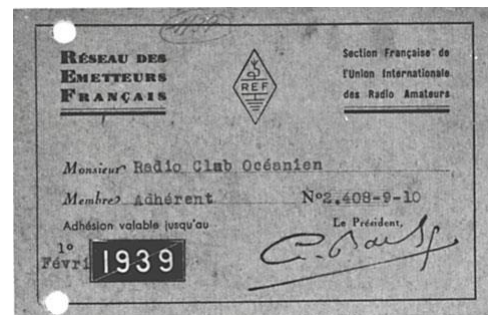 RÉSEAU DES
EMETTEURS
FRANÇAIS
REF
Section Française de
l'Union Internationale
des Radio Amateurs
Monsieur Radio Club Océanien
Membre Adhérent N°2.408-9-10
Adhésion valable jusqu'au
Le Président,
1°
Févri 1939